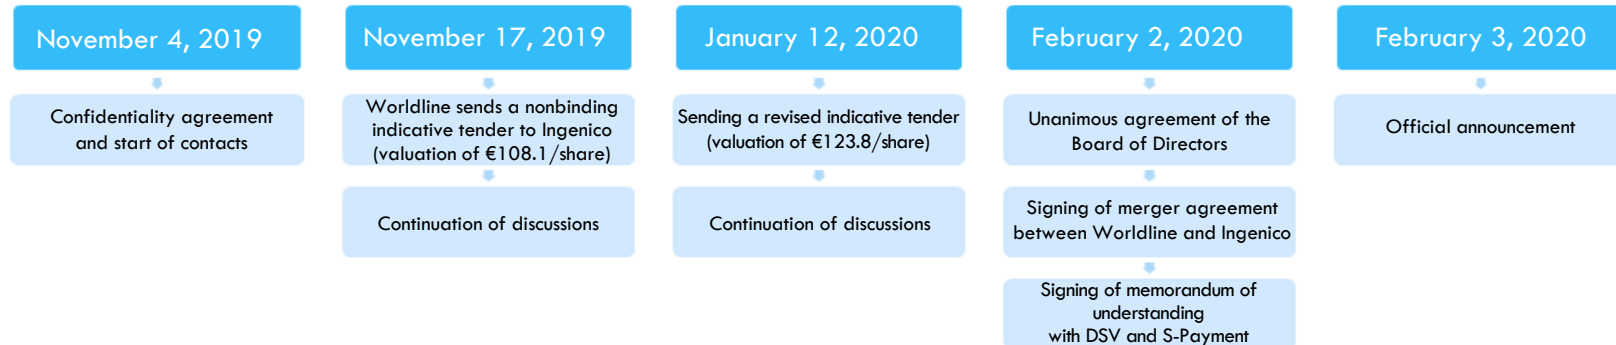 November 4, 2019
Confidentiality agreement
and start of contacts
November 17, 2019
Worldline sends a nonbinding
indicative tender to Ingenico
(valuation of €108.1/share)
Continuation of discussions
January 12, 2020
Sending a revised indicative tender
(valuation of €123.8/share)
Continuation of discussions
February 2, 2020
Unanimous agreement of the
Board of Directors
Signing of merger agreement
between Worldline and Ingenico
Signing of memorandum of
understanding
with DSV and S-Payment
February 3, 2020
Official announcement